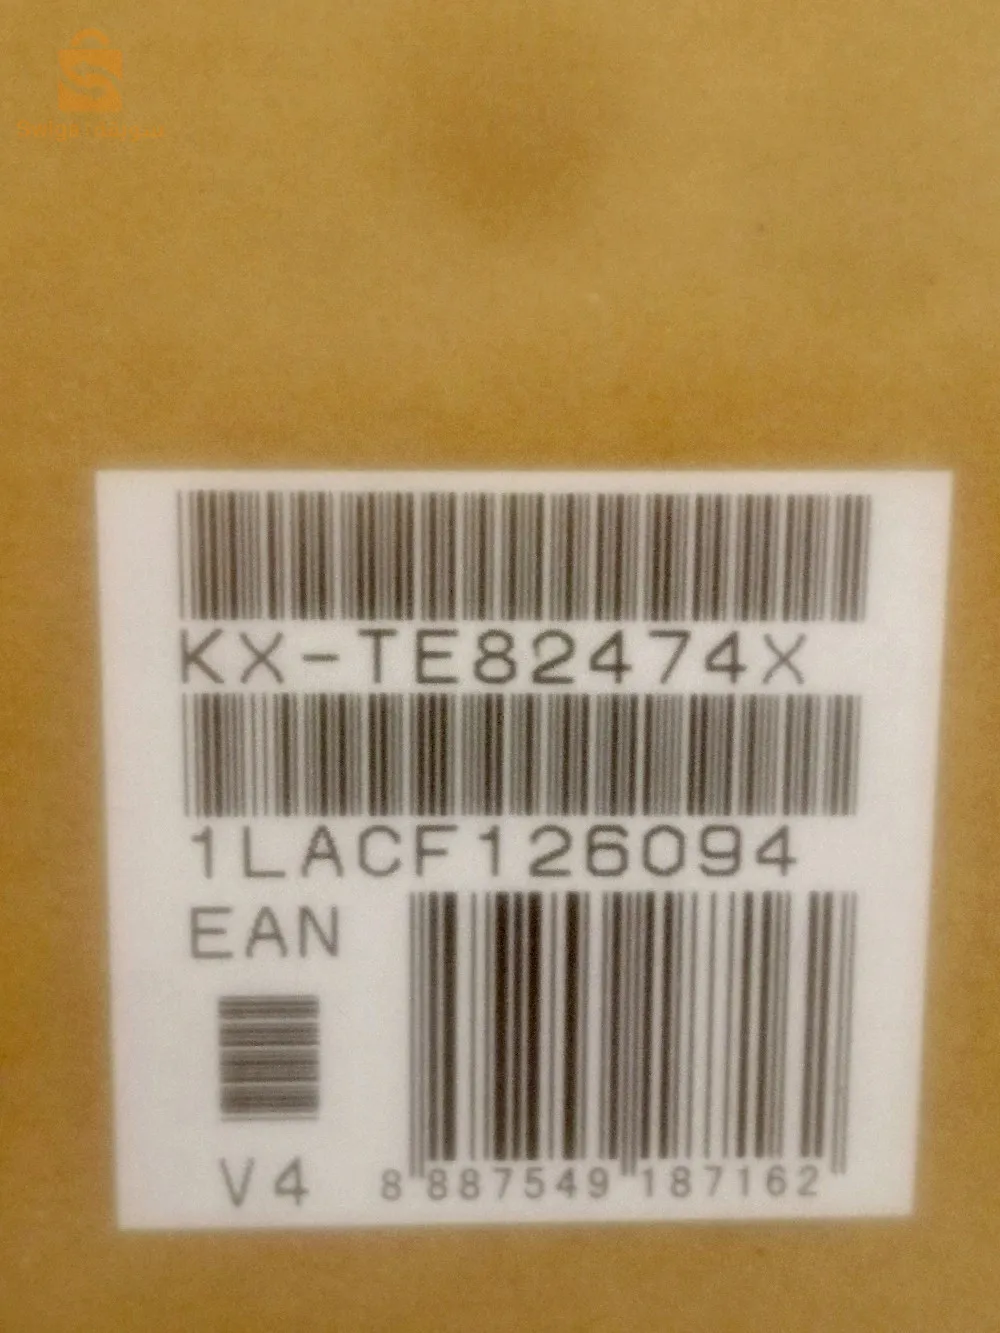 KX-TE82474X
1LACF126094
EAN
V4
8 887549 187162